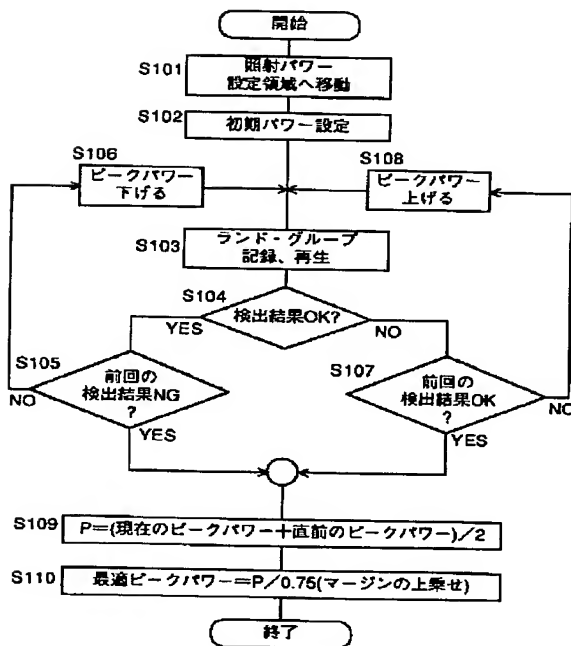 開始
S101
照射パワー
設定領域へ移動
S102
初期パワー設定
S106
ピークパワー
下げる
S108
ピークパワー
上げる
S103
ランド・グループ
記録、再生
S104
検出結果OK?
YES
NO
S105
前回の
検出結果NG
?
NO
YES
S107
前回の
検出結果OK
?
NO
YES
S109
P=(現在のピークパワー+直前のピークパワー)/2
S110
最適ピークパワー=P/0.75(マージンの上乗せ)
終了